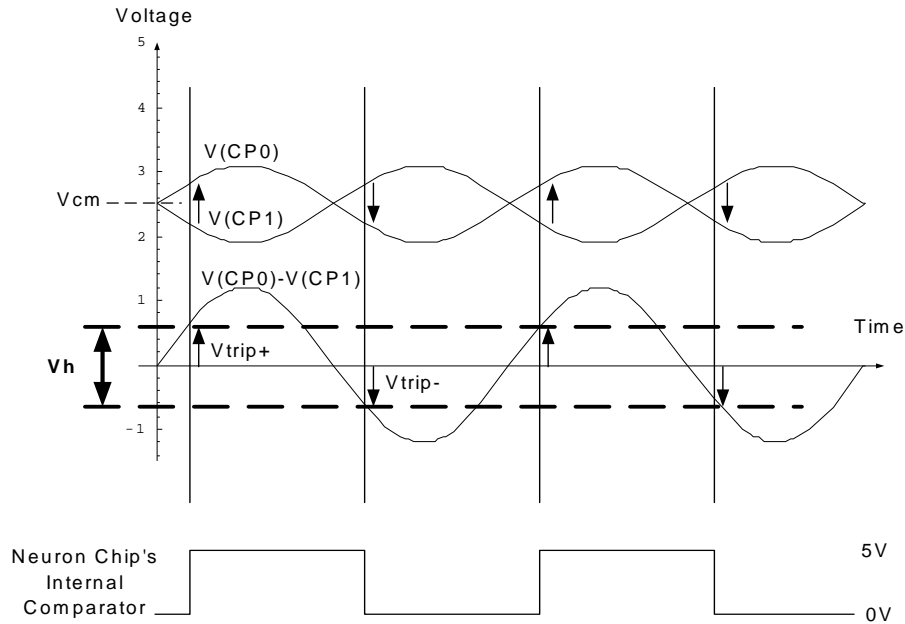 Voltage
5
4
V(CP0)
3
Vcm
V(CP1)
2
V(CP0)-V(CP1)
1
Time
Vtrip+
Vh
Vtrip-
-1
Neuron Chip's
Internal
Comparator
5V
0V